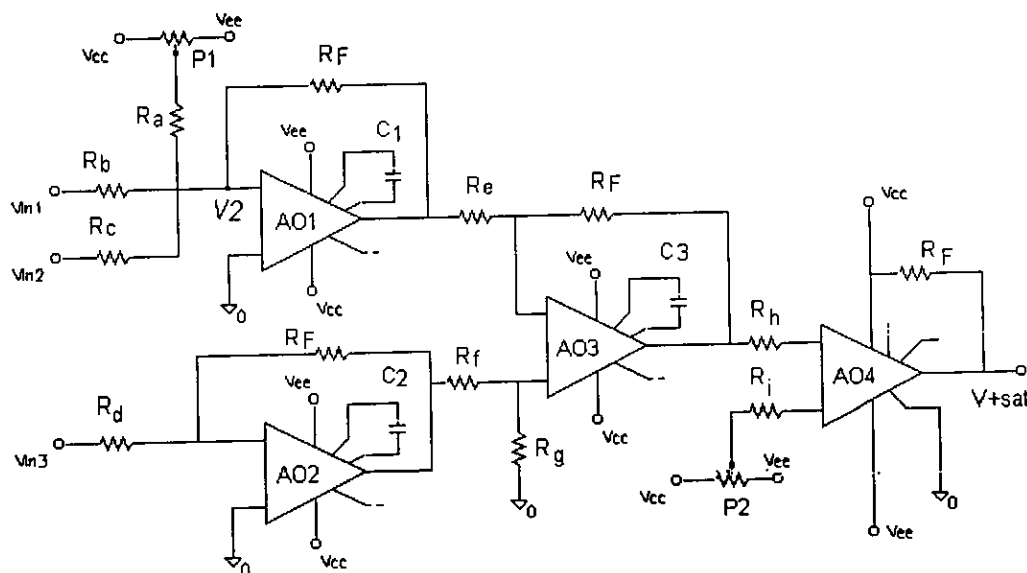 Vee
Vcc
P1
RF
Ra
Vee
C1
Rb
Vin1
V2
AO1
Rc
Vin2
0
Vcc
Re
RF
Vee
C3
AO3
Vcc
Vcc
RF
Rh
AO4
V+sat
Ri
Vcc
Vee
P2
0
Vee
RF
Vee
C2
Rf
Rd
Vin3
AO2
Rg
0
Vcc
0